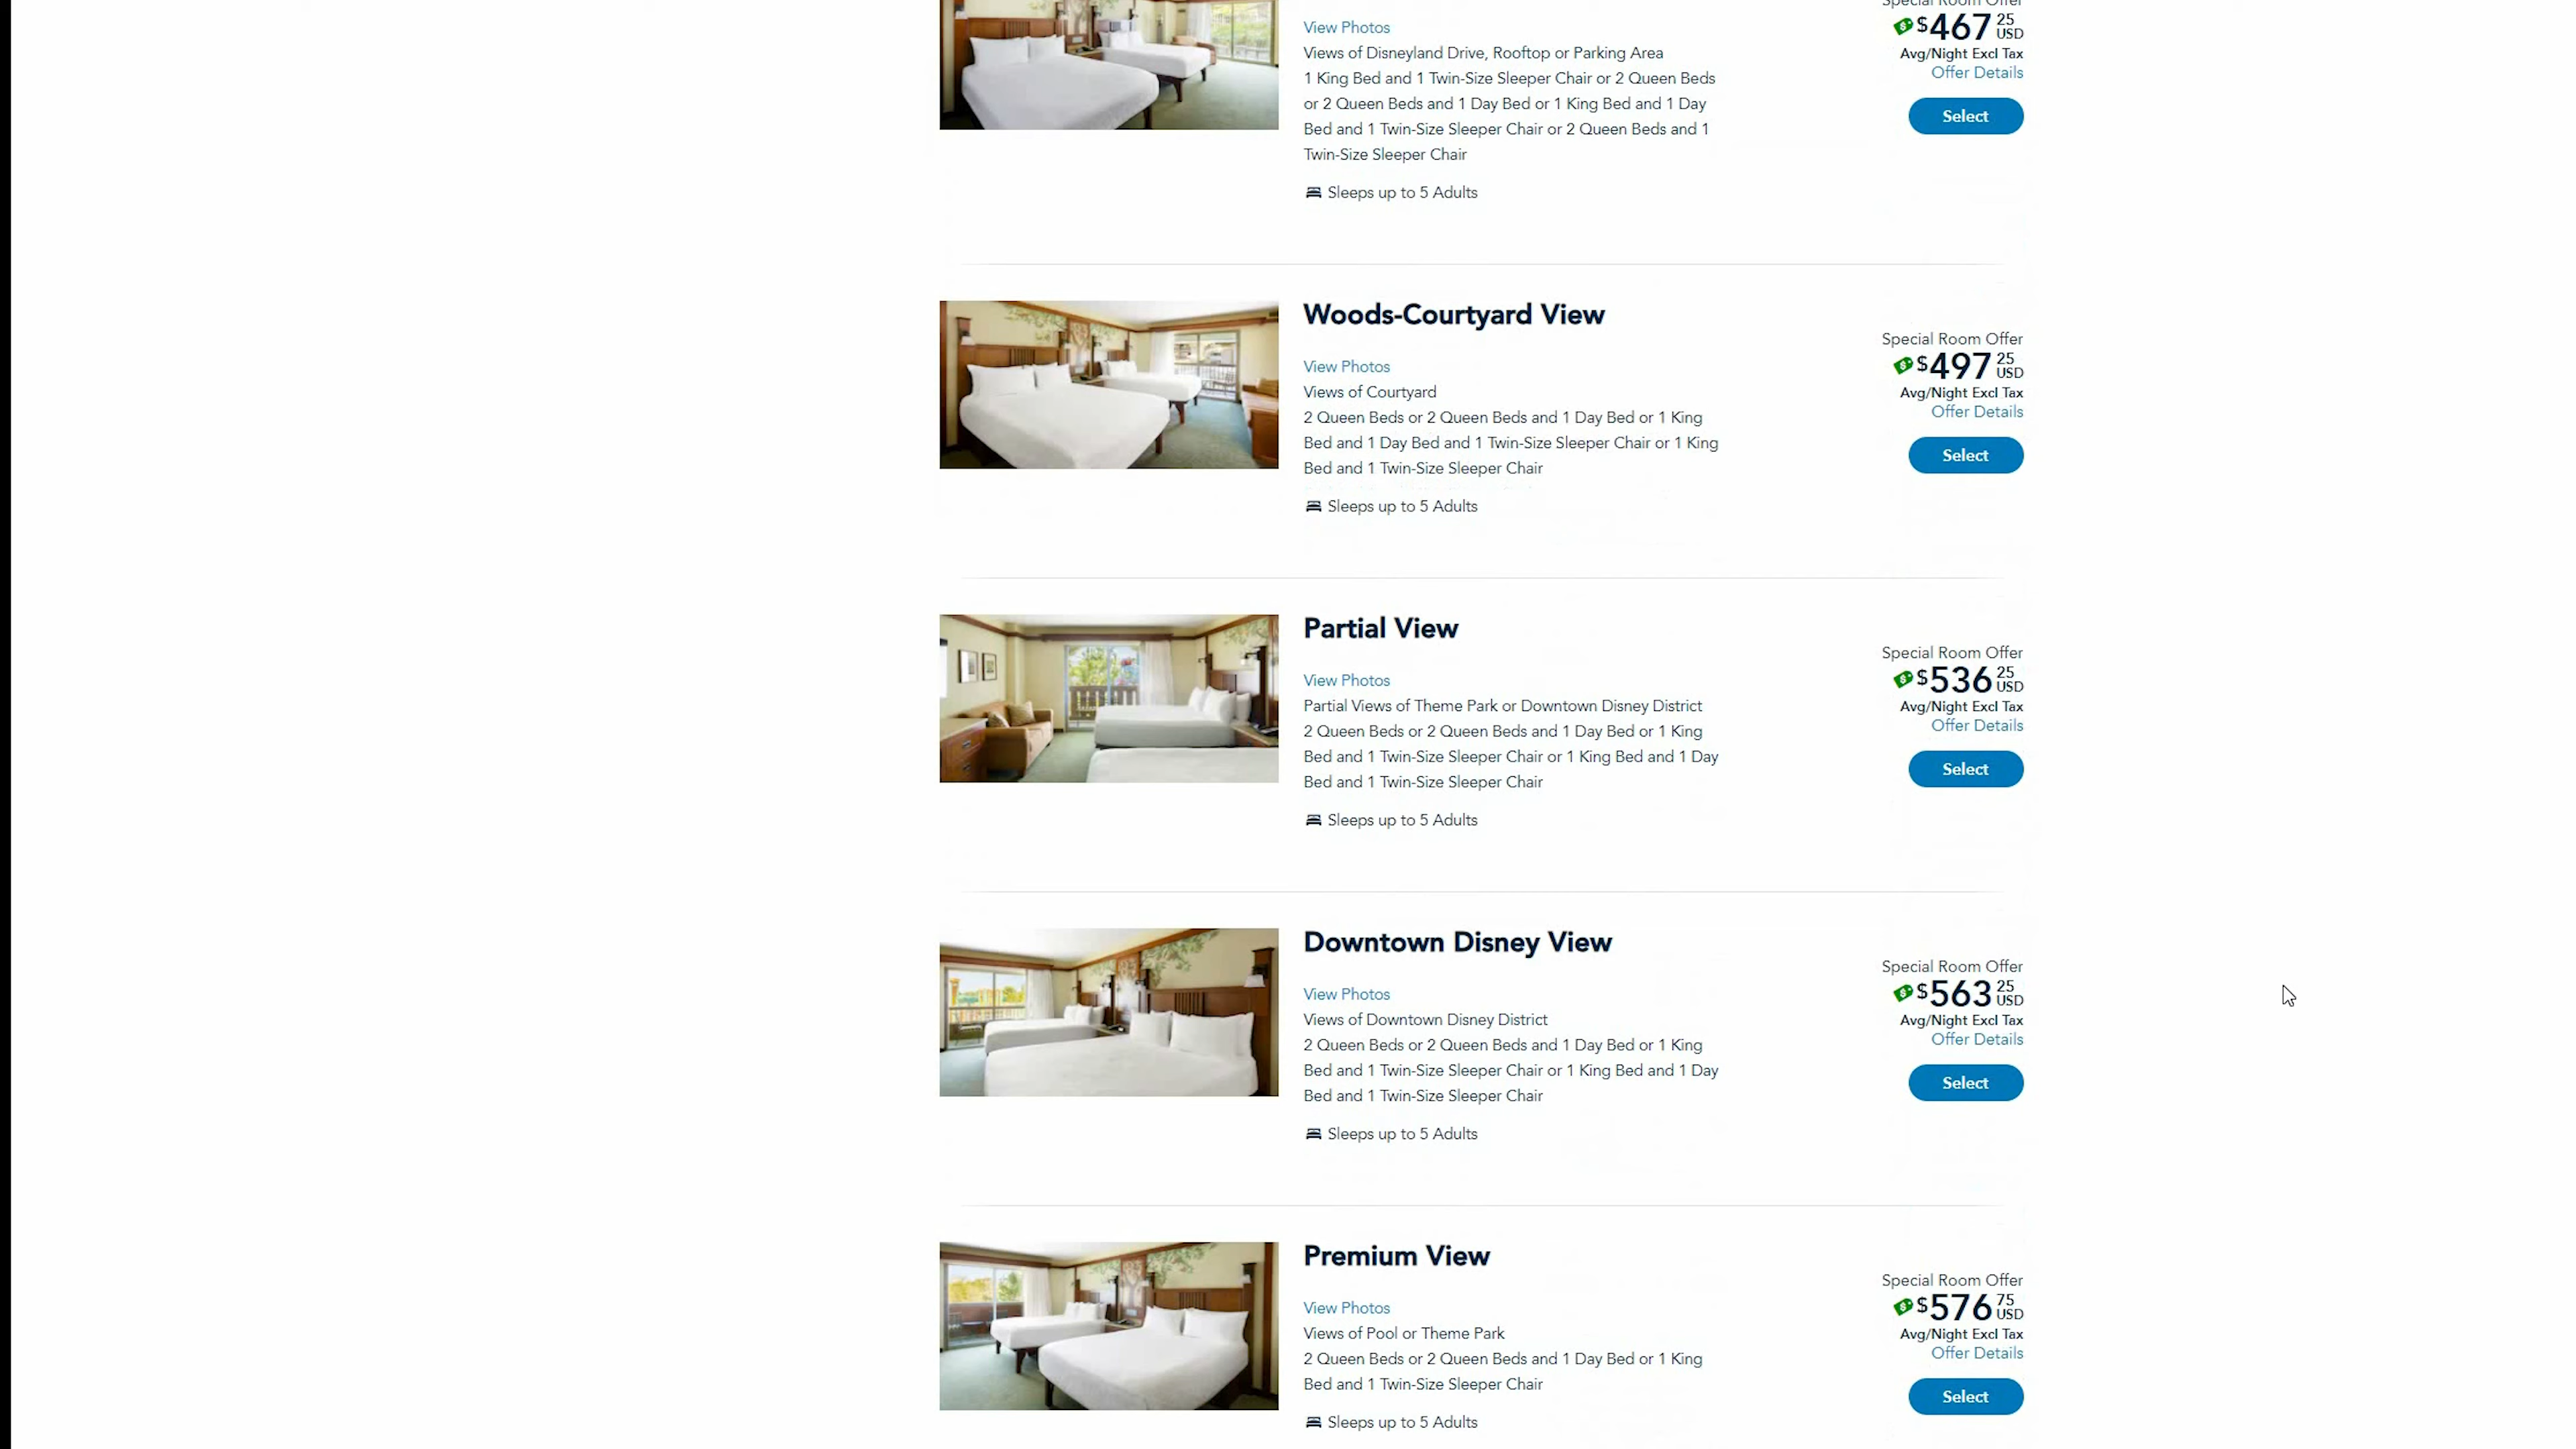 Special Room Offer
$467 25 USD
Avg/Night Excl Tax
Offer Details
Select
View Photos
Views of Disneyland Drive, Rooftop or Parking Area
1 King Bed and 1 Twin-Size Sleeper Chair or 2 Queen Beds
or 2 Queen Beds and 1 Day Bed or 1 King Bed and 1 Day
Bed and 1 Twin-Size Sleeper Chair or 2 Queen Beds and 1
Twin-Size Sleeper Chair
Sleeps up to 5 Adults
Woods-Courtyard View
View Photos
Views of Courtyard
2 Queen Beds or 2 Queen Beds and 1 Day Bed or 1 King
Bed and 1 Day Bed and 1 Twin-Size Sleeper Chair or 1 King
Bed and 1 Twin-Size Sleeper Chair
Sleeps up to 5 Adults
Special Room Offer
$497 25 USD
Avg/Night Excl Tax
Offer Details
Select
Partial View
View Photos
Partial Views of Theme Park or Downtown Disney District
2 Queen Beds or 2 Queen Beds and 1 Day Bed or 1 King
Bed and 1 Twin-Size Sleeper Chair or 1 King Bed and 1 Day
Bed and 1 Twin-Size Sleeper Chair
Sleeps up to 5 Adults
Special Room Offer
$536 25 USD
Avg/Night Excl Tax
Offer Details
Select
Downtown Disney View
View Photos
Views of Downtown Disney District
2 Queen Beds or 2 Queen Beds and 1 Day Bed or 1 King
Bed and 1 Twin-Size Sleeper Chair or 1 King Bed and 1 Day
Bed and 1 Twin-Size Sleeper Chair
Sleeps up to 5 Adults
Special Room Offer
$563 25 USD
Avg/Night Excl Tax
Offer Details
Select
Premium View
View Photos
Views of Pool or Theme Park
2 Queen Beds or 2 Queen Beds and 1 Day Bed or 1 King
Bed and 1 Twin-Size Sleeper Chair
Sleeps up to 5 Adults
Special Room Offer
$576 75 USD
Avg/Night Excl Tax
Offer Details
Select